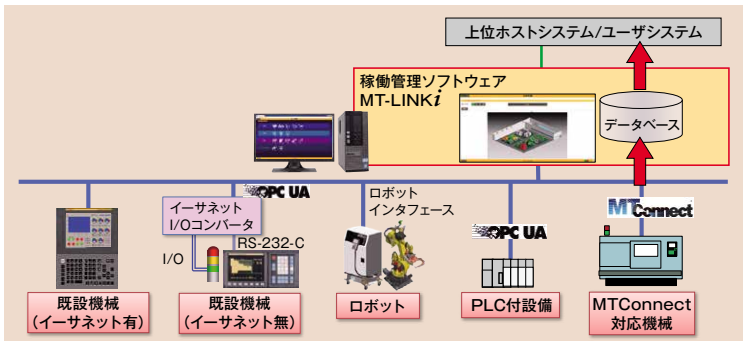 上位ホストシステム/ユーザシステム
稼働管理ソフトウェア
MT-LINKi
データベース
OPC UA
ロボット
インタフェース
MTConnect
イーサネット
I/Oコンバータ
RS-232-C
I/O
OPC UA
既設機械
(イーサネット有)
既設機械
(イーサネット無)
ロボット
PLC付設備
MTConnect
対応機械